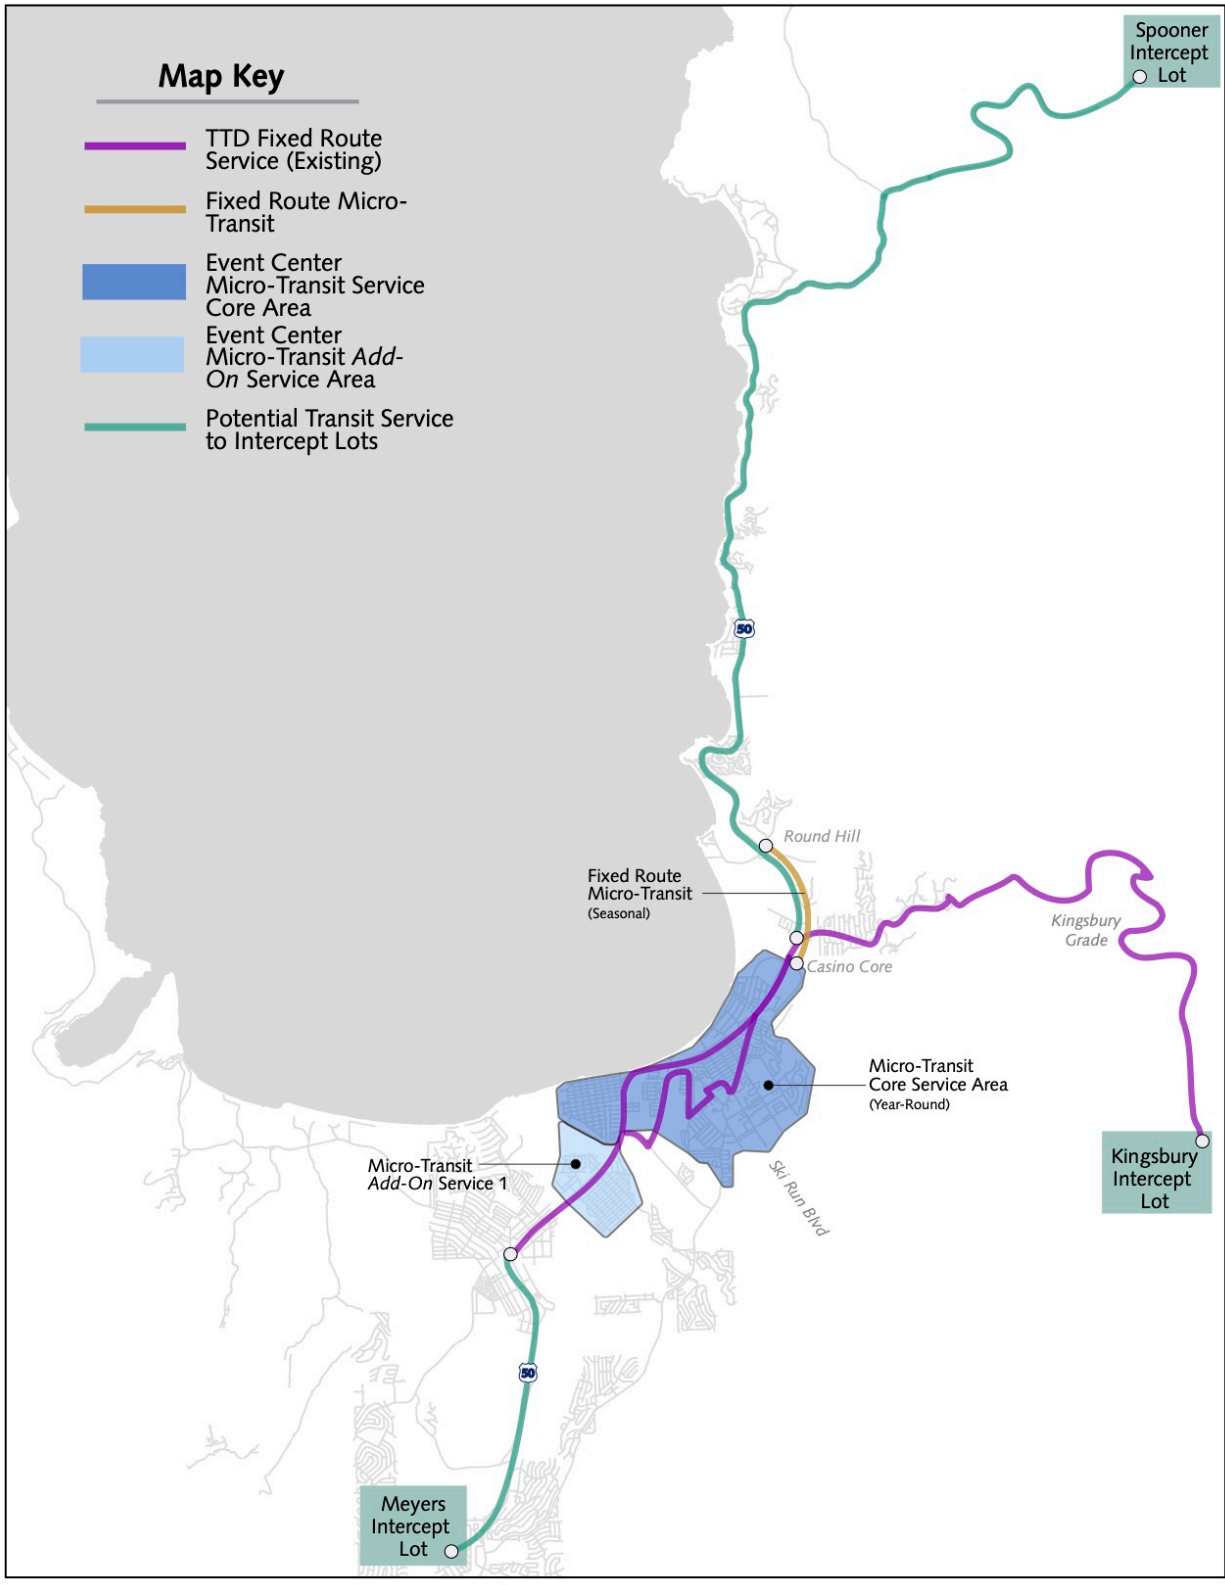 Spooner
Intercept
Lot
Map Key
TTD Fixed Route
Service (Existing)
Fixed Route Micro-
Transit
Event Center
Micro-Transit Service
Core Area
Event Center
Micro-Transit Add-
On Service Area
Potential Transit Service
to Intercept Lots
50
Round Hill
Fixed Route
Micro-Transit
(Seasonal)
Kingsbury
Grade
Casino Core
Micro-Transit
Core Service Area
(Year-Round)
Kingsbury
Intercept
Lot
Micro-Transit
Add-On Service 1
Ski Run Blvd
50
Meyers
Intercept
Lot